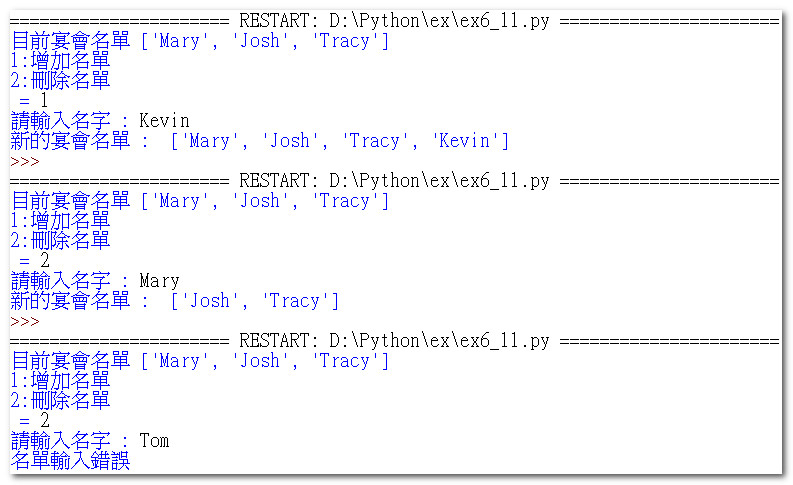 ====================== RESTART: D:\Python\ex\ex6_11.py ======================
目前宴會名單 ['Mary', 'Josh', 'Tracy']
1:增加名單
2:刪除名單
 = 1
請輸入名字 : Kevin
新的宴會名單 :  ['Mary', 'Josh', 'Tracy', 'Kevin']
>>>
====================== RESTART: D:\Python\ex\ex6_11.py ======================
目前宴會名單 ['Mary', 'Josh', 'Tracy']
1:增加名單
2:刪除名單
 = 2
請輸入名字 : Mary
新的宴會名單 :  ['Josh', 'Tracy']
>>>
====================== RESTART: D:\Python\ex\ex6_11.py ======================
目前宴會名單 ['Mary', 'Josh', 'Tracy']
1:增加名單
2:刪除名單
 = 2
請輸入名字 : Tom
名單輸入錯誤